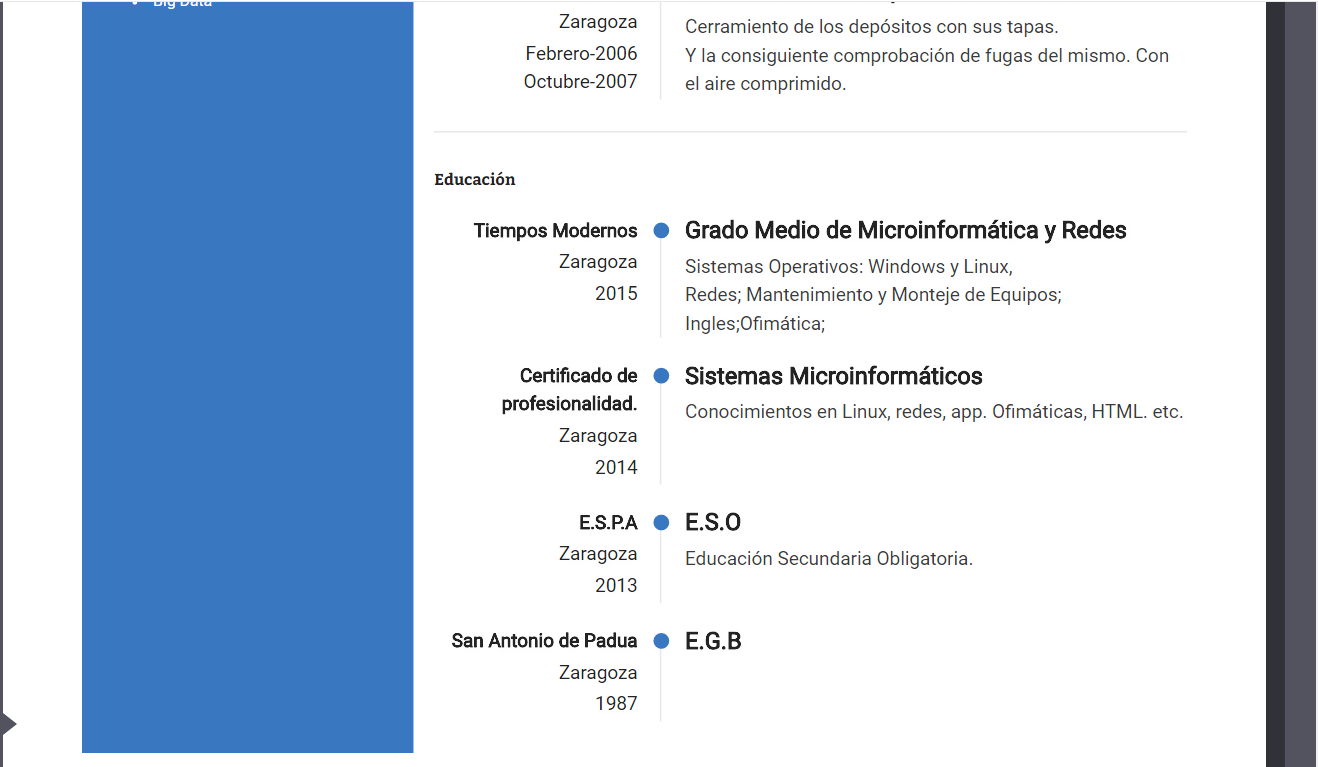 Big Data
Zaragoza
Febrero-2006
Octubre-2007
Cerramiento de los depósitos con sus tapas.
Y la consiguiente comprobación de fugas del mismo. Con
el aire comprimido.
Educación
Tiempos Modernos
Zaragoza
2015
Grado Medio de Microinformática y Redes
Sistemas Operativos: Windows y Linux,
Redes; Mantenimiento y Monteje de Equipos;
Ingles;Ofimática;
Certificado de
profesionalidad.
Zaragoza
2014
Sistemas Microinformáticos
Conocimientos en Linux, redes, app. Ofimáticas, HTML. etc.
E.S.P.A
Zaragoza
2013
E.S.O
Educación Secundaria Obligatoria.
San Antonio de Padua
Zaragoza
1987
E.G.B